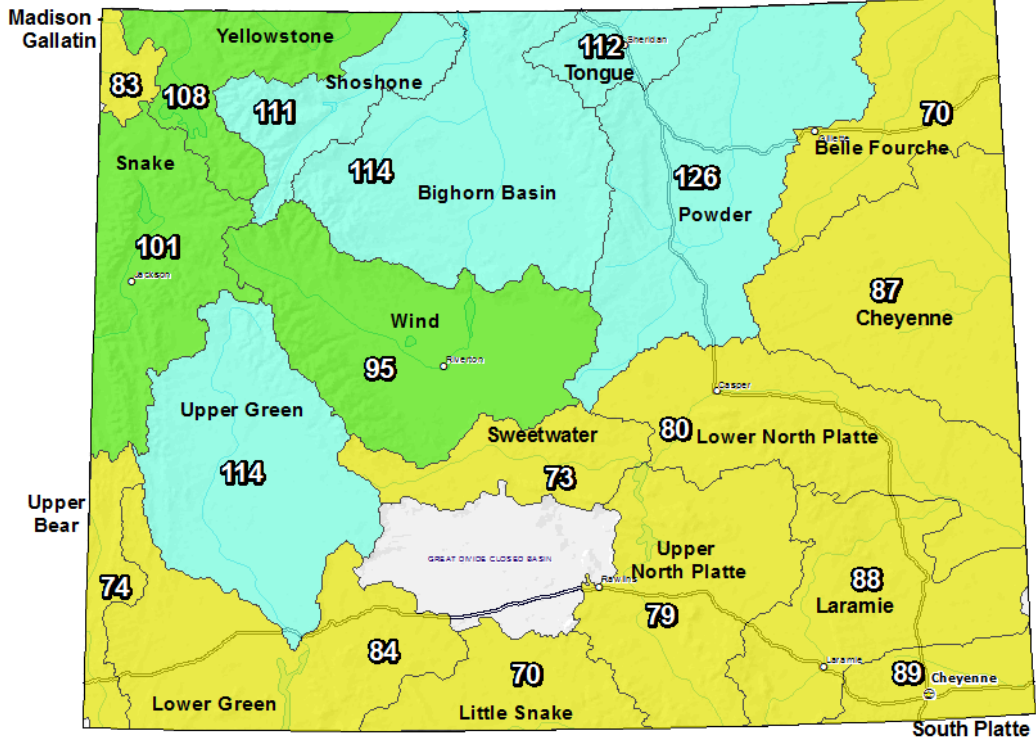 Madison -
Gallatin
Yellowstone
112
Sheridan
Tongue
83
108
Shoshone
111
70
Gillette
Belle Fourche
Snake
114
Bighorn Basin
126
Powder
101
Jackson
87
Cheyenne
Wind
95
Riverton
Casper
Upper Green
80
Lower North Platte
Sweetwater
114
73
Upper
Bear
GREAT DIVIDE CLOSED BASIN
Upper
North Platte
74
Rawlins
88
Laramie
79
84
Laramie
70
89
Cheyenne
Lower Green
Little Snake
South Platte